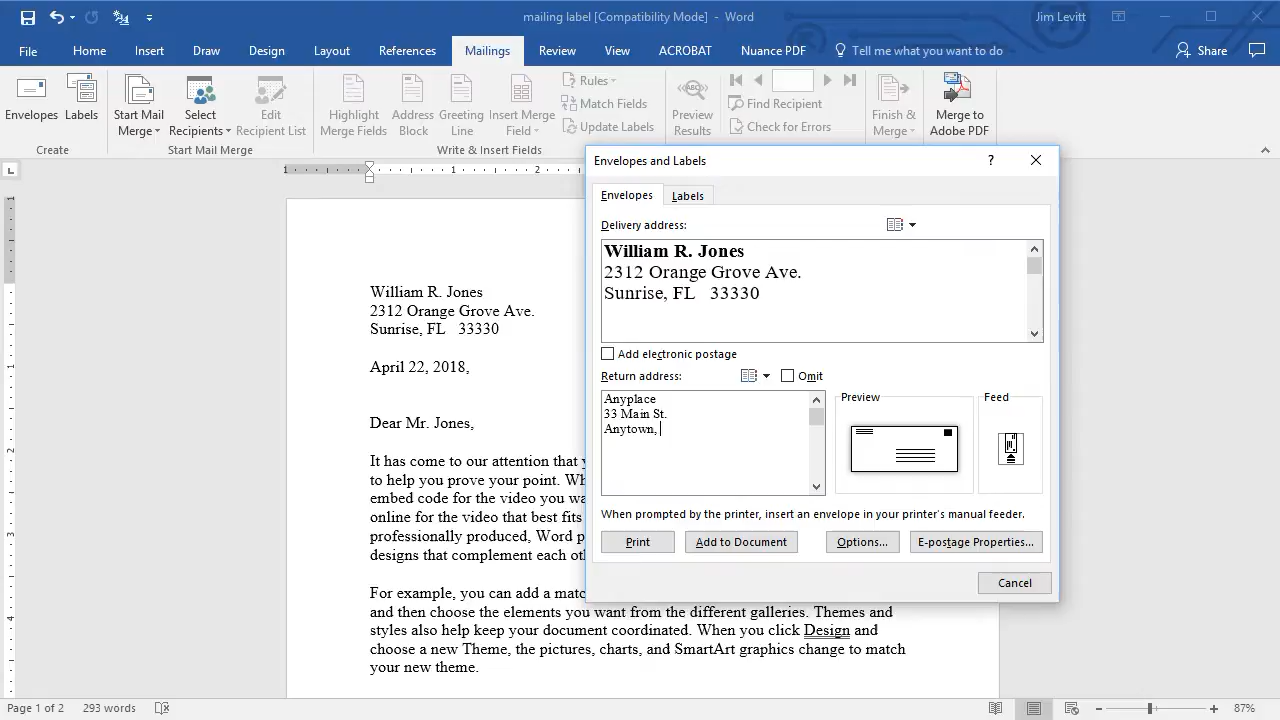 mailing label [Compatibility Mode] - Word
Jim Levitt
File Home Insert Draw Design Layout References Mailings Review View ACROBAT Nuance PDF Tell me what you want to do Share
Envelopes Labels
Create
Start Mail Merge
Select Recipients
Edit Recipient List
Start Mail Merge
Highlight Merge Fields
Address Block
Greeting Line
Insert Merge Field
Rules
Match Fields
Update Labels
Write & Insert Fields
ABC
Preview Results
Find Recipient
Check for Errors
Finish & Merge
Merge to Adobe PDF
1 1 2
William R. Jones
2312 Orange Grove Ave.
Sunrise, FL 33330
April 22, 2018,
Dear Mr. Jones,
It has come to our attention that
to help you prove your point.
embed code for the video you
online for the video that best fits
professionally produced, Word
designs that complement each
For example, you can add a
and then choose the elements you want from the different galleries. Themes and
styles also help keep your document coordinated. When you click Design and
choose a new Theme, the pictures, charts, and SmartArt graphics change to match
your new theme.
Envelopes and Labels
?
Envelopes Labels
Delivery address:
William R. Jones
2312 Orange Grove Ave.
Sunrise, FL 33330
Add electronic postage
Return address:
Omit
Anyplace
33 Main St.
Anytown,
Preview
Feed
When prompted by the printer, insert an envelope in your printer's manual feeder.
Print Add to Document Options... E-postage Properties...
Cancel
1
1
2
3
4
Page 1 of 2 293 words 87%